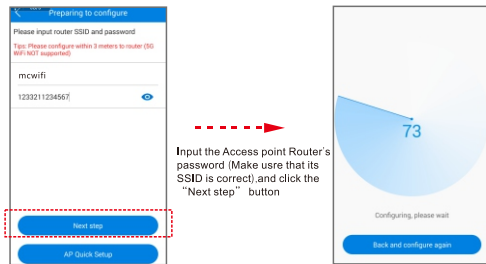 Preparing to configure
Please input router SSID and password
Tips: Please configure within 3 meters to router (5G
WiFi NOT supported)
mcwifi
1233211234567
Next step
AP Quick Setup
Input the Access point Router's
password (Make usre that its
SSID is correct),and click the
“Next step” button
73
Configuring, please wait
Back and configure again